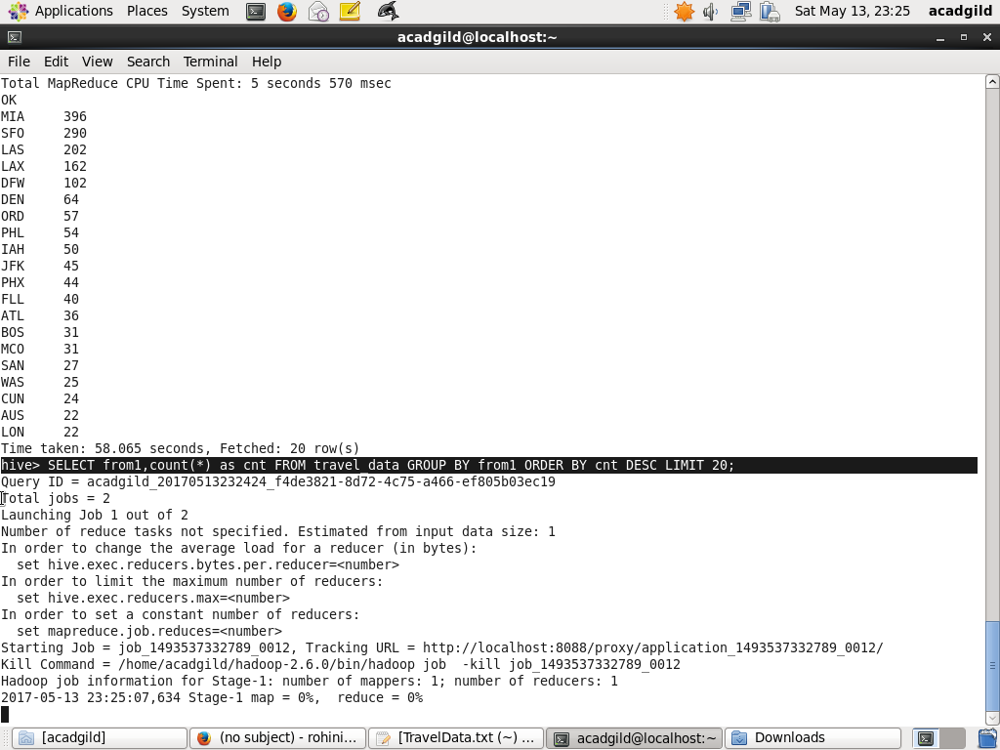 Applications Places System Sat May 13, 23:25 acadgild
acadgild@localhost:~
File Edit View Search Terminal Help
Total MapReduce CPU Time Spent: 5 seconds 570 msec
OK
MIA 396
SFO 290
LAS 202
LAX 162
DFW 102
DEN 64
ORD 57
PHL 54
IAH 50
JFK 45
PHX 44
FLL 40
ATL 36
BOS 31
MCO 31
SAN 27
WAS 25
CUN 24
AUS 22
LON 22
Time taken: 58.065 seconds, Fetched: 20 row(s)
hive> SELECT from1,count(*) as cnt FROM travel_data GROUP BY from1 ORDER BY cnt DESC LIMIT 20;
Query ID = acadgild_20170513232424_f4de3821-8d72-4c75-a466-ef805b03ec19
Total jobs = 2
Launching Job 1 out of 2
Number of reduce tasks not specified. Estimated from input data size: 1
In order to change the average load for a reducer (in bytes):
  set hive.exec.reducers.bytes.per.reducer=<number>
In order to limit the maximum number of reducers:
  set hive.exec.reducers.max=<number>
In order to set a constant number of reducers:
  set mapreduce.job.reduces=<number>
Starting Job = job_1493537332789_0012, Tracking URL = http://localhost:8088/proxy/application_1493537332789_0012/
Kill Command = /home/acadgild/hadoop-2.6.0/bin/hadoop job  -kill job_1493537332789_0012
Hadoop job information for Stage-1: number of mappers: 1; number of reducers: 1
2017-05-13 23:25:07,634 Stage-1 map = 0%,  reduce = 0%
[acadgild] (no subject) - rohini... [TravelData.txt (~) ... acadgild@localhost:~ Downloads